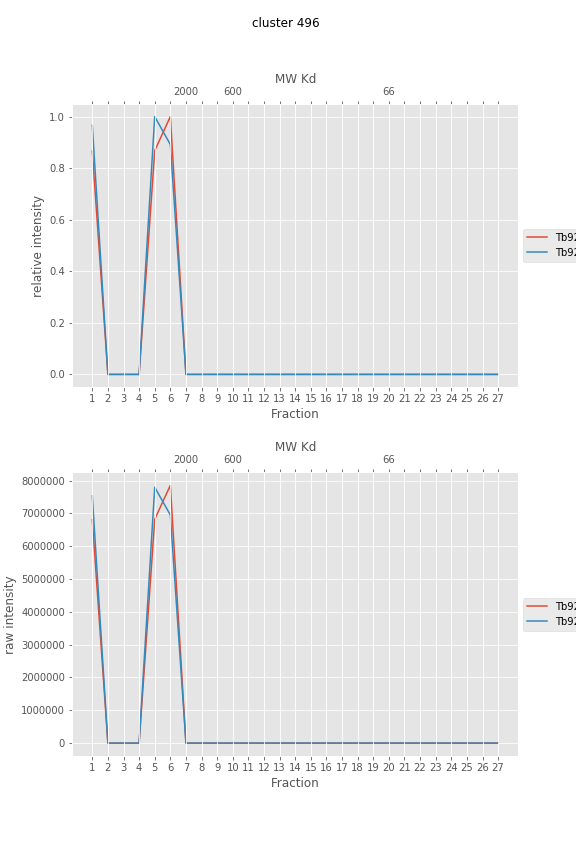 cluster 496
MW Kd
2000 600 66
1.0
0.8
0.6
0.4
0.2
0.0
relative intensity
Tb92
Tb92
1 2 3 4 5 6 7 8 9 10 11 12 13 14 15 16 17 18 19 20 21 22 23 24 25 26 27
Fraction
MW Kd
2000 600 66
8000000
7000000
6000000
5000000
4000000
3000000
2000000
1000000
0
raw intensity
Tb92
Tb92
1 2 3 4 5 6 7 8 9 10 11 12 13 14 15 16 17 18 19 20 21 22 23 24 25 26 27
Fraction